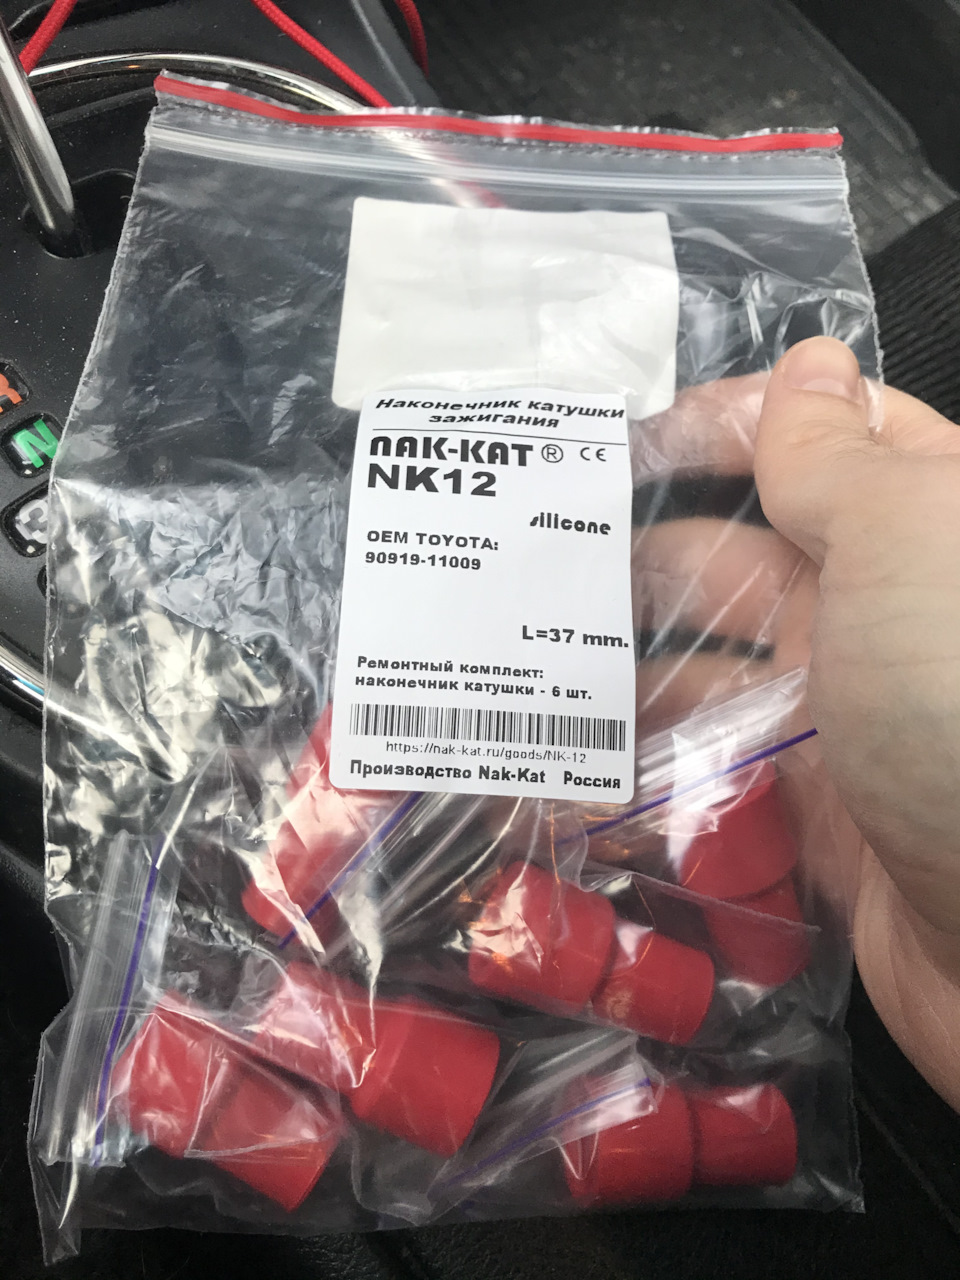 Наконечник катушки
зажигания
NAK-KAT ® CE
NK12
silicone
OEM TOYOTA:
90919-11009
L=37 mm.
Ремонтный комплект:
наконечник катушки - 6 шт.
https://nak-kat.ru/goods/NK-12
Производство Nak-Kat Россия
N
3